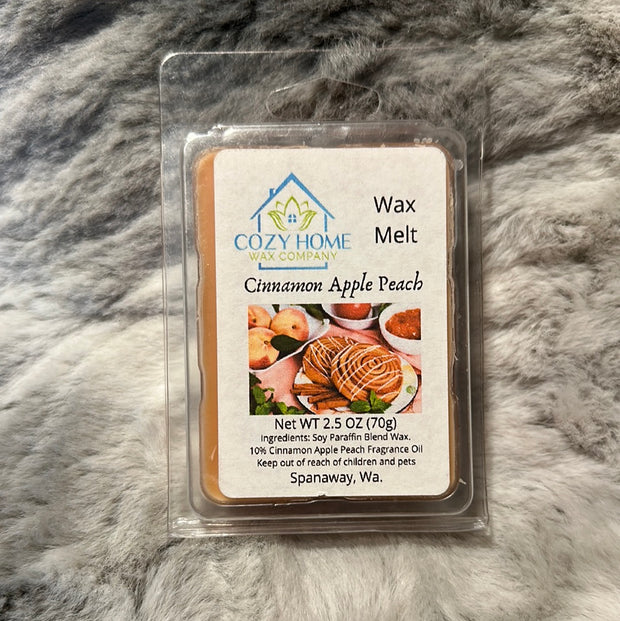 COZY HOME
WAX COMPANY
Wax
Melt
Cinnamon Apple Peach
Net WT 2.5 OZ (70g)
Ingredients: Soy Paraffin Blend Wax.
10% Cinnamon Apple Peach Fragrance Oil
Keep out of reach of children and pets
Spanaway, Wa.